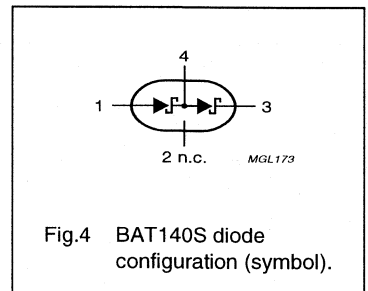 4
1 3
2 n.c. MGL173
Fig.4 BAT140S diode
configuration (symbol).